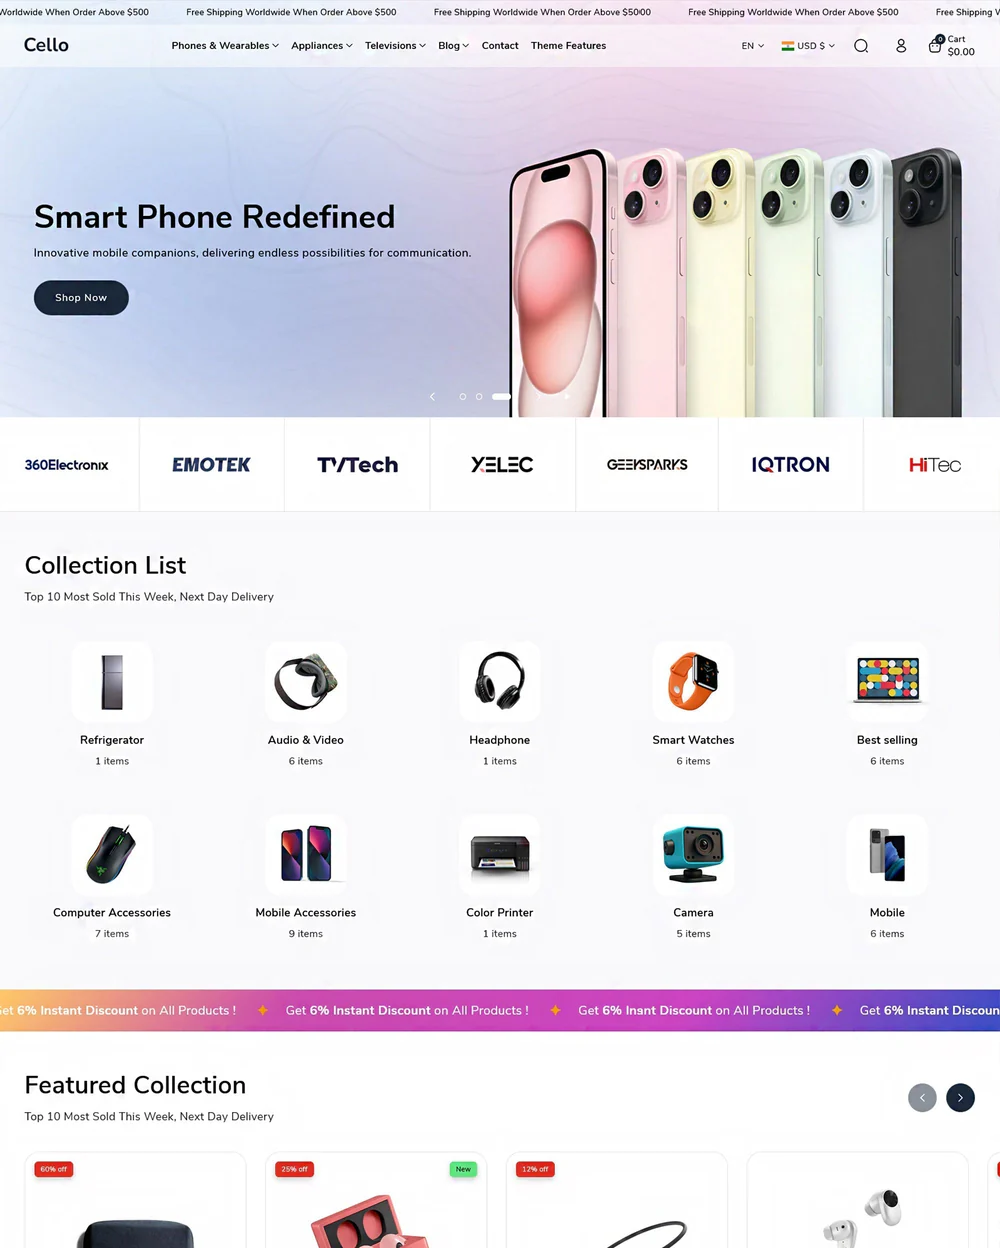 Worldwide When Order Above $500 Free Shipping Worldwide When Order Above $500 Free Shipping Worldwide When Order Above $5000 Free Shipping Worldwide When Order Above $500 Free Shipping
Cello Phones & Wearables Appliances Televisions Blog Contact Theme Features EN USD $ 0 Cart
$0.00
Smart Phone Redefined
Innovative mobile companions, delivering endless possibilities for communication.
Shop Now
360Electronix EMOTEK TVTech XELEC GEEKSPARKS IQTRON HiTec
Collection List
Top 10 Most Sold This Week, Next Day Delivery
Refrigerator Audio & Video Headphone Smart Watches Best selling
1 items 6 items 1 items 6 items 6 items
Computer Accessories Mobile Accessories Color Printer Camera Mobile
7 items 9 items 1 items 5 items 6 items
et 6% Instant Discount on All Products ! Get 6% Instant Discount on All Products ! Get 6% Insant Discount on All Products ! Get 6% Instant Discoun
Featured Collection
Top 10 Most Sold This Week, Next Day Delivery
60% off 25% off New 12% off